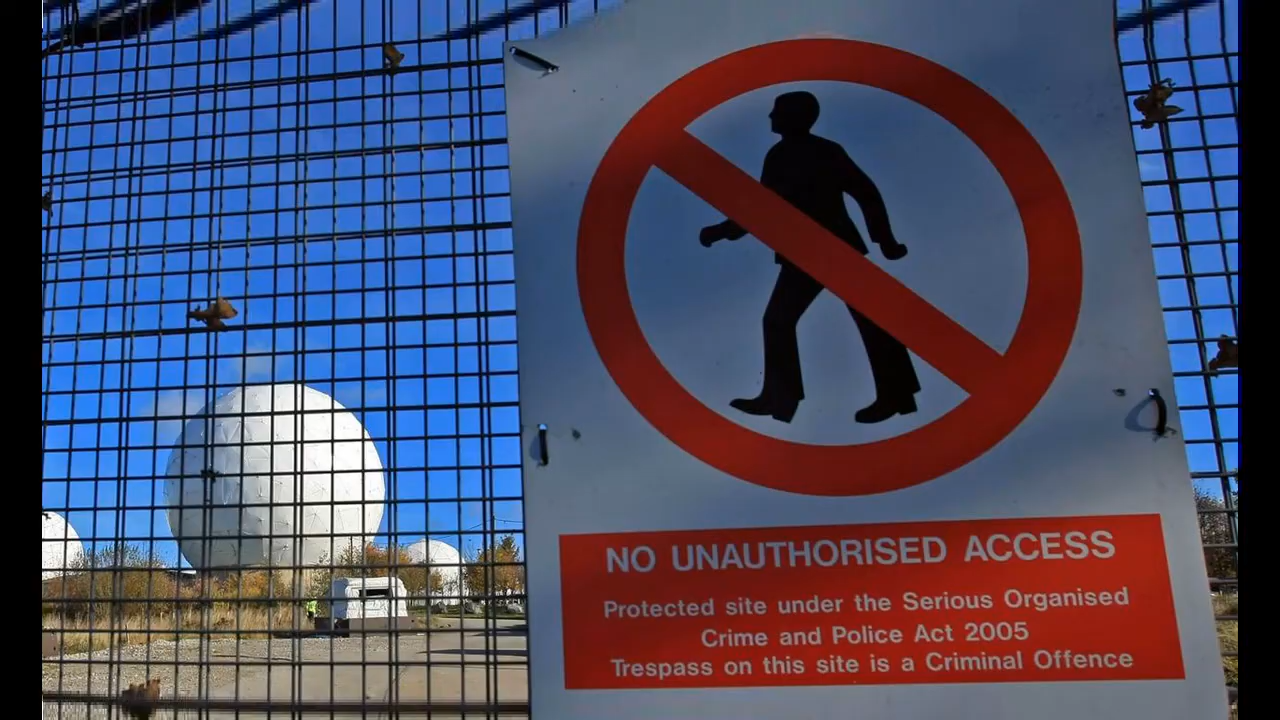 NO UNAUTHORISED ACCESS
Protected site under the Serious Organised
Crime and Police Act 2005
Trespass on this site is a Criminal Offence